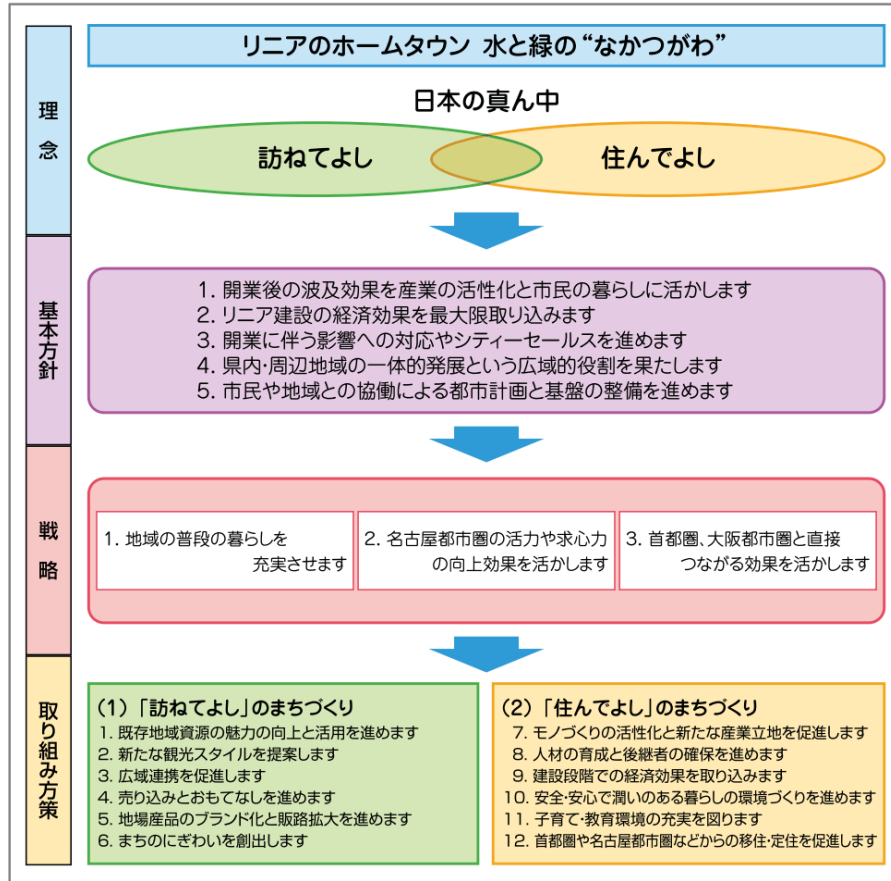 リニアのホームタウン 水と緑の“なかつがわ”
理念
日本の真ん中
訪ねてよし
住んでよし
基本方針
1. 開業後の波及効果を産業の活性化と市民の暮らしに活かします
2. リニア建設の経済効果を最大限取り込みます
3. 開業に伴う影響への対応やシティーセールスを進めます
4. 県内・周辺地域の一体的発展という広域的役割を果たします
5. 市民や地域との協働による都市計画と基盤の整備を進めます
戦略
1. 地域の普段の暮らしを
充実させます
2. 名古屋都市圏の活力や求心力
の向上効果を活かします
3. 首都圏、大阪都市圏と直接
つながる効果を活かします
取り組み方策
(1)「訪ねてよし」のまちづくり
1. 既存地域資源の魅力の向上と活用を進めます
2. 新たな観光スタイルを提案します
3. 広域連携を促進します
4. 売り込みとおもてなしを進めます
5. 地場産品のブランド化と販路拡大を進めます
6. まちのにぎわいを創出します
(2)「住んでよし」のまちづくり
7. モノづくりの活性化と新たな産業立地を促進します
8. 人材の育成と後継者の確保を進めます
9. 建設段階での経済効果を取り込みます
10. 安全・安心で潤いのある暮らしの環境づくりを進めます
11. 子育て・教育環境の充実を図ります
12. 首都圏や名古屋都市圏などからの移住・定住を促進します